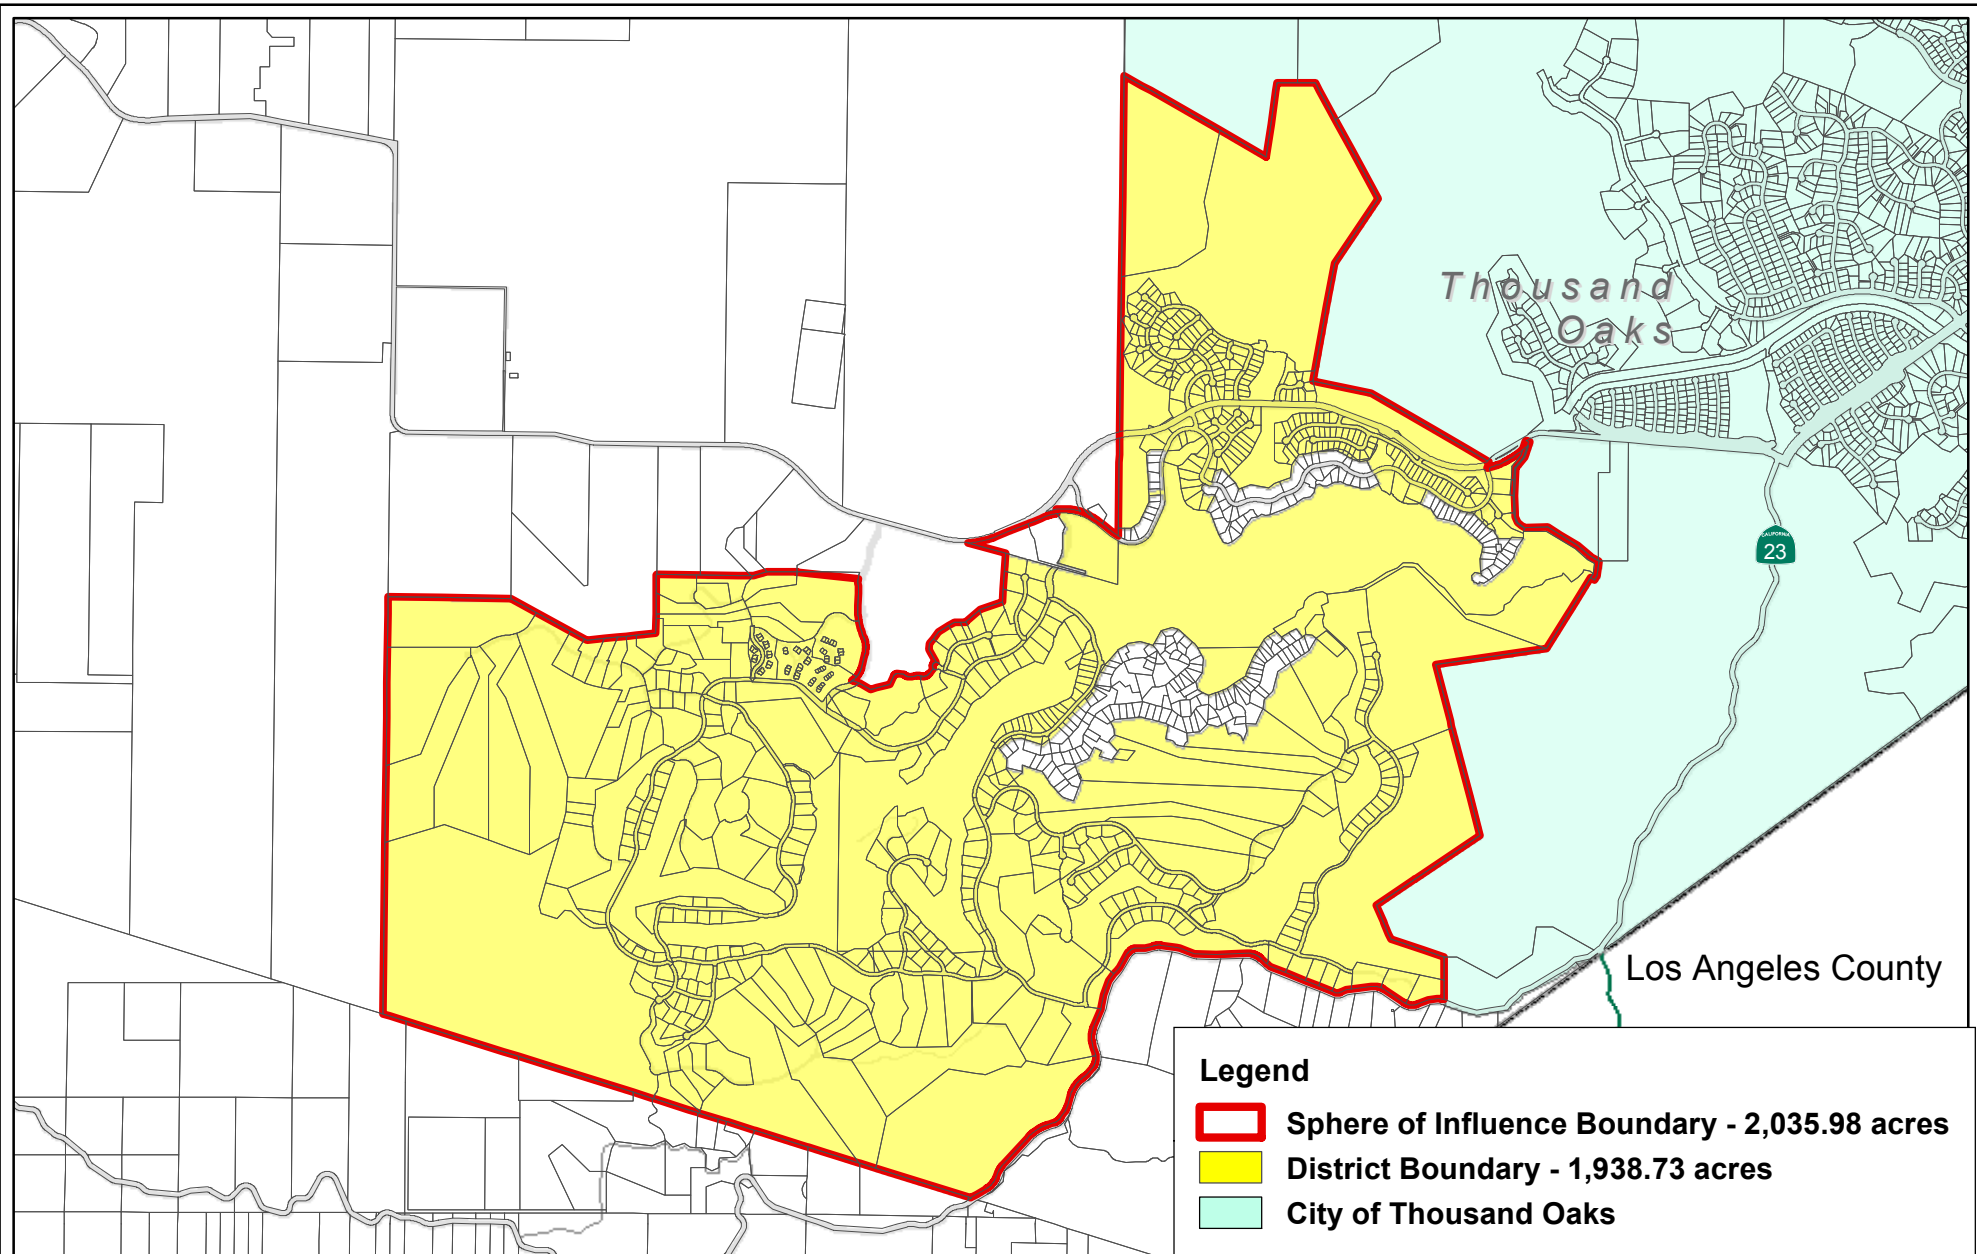 Thousand
Oaks
CALIFORNIA
23
Los Angeles County
Legend
Sphere of Influence Boundary - 2,035.98 acres
District Boundary - 1,938.73 acres
City of Thousand Oaks